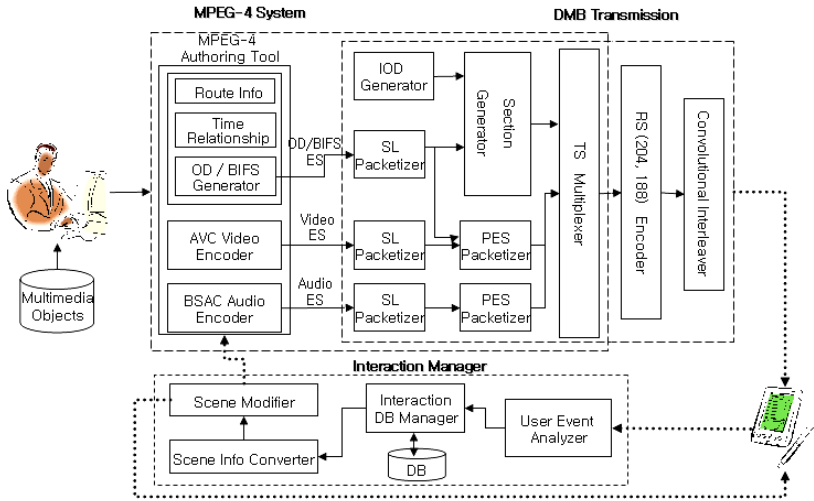 MPEG-4 System
DMB Transmission
MPEG-4
Authoring Tool
Route Info
Time
Relationship
OD / BIFS
Generator
AVC Video
Encoder
BSAC Audio
Encoder
OD/BIFS
ES
Video
ES
Audio
ES
IOD
Generator
SL
Packetizer
SL
Packetizer
SL
Packetizer
Section
Generator
PES
Packetizer
PES
Packetizer
TS Multiplexer
RS (204, 188) Encoder
Convolutional Interleaver
Multimedia
Objects
Interaction Manager
Scene Modifier
Scene Info Converter
Interaction
DB Manager
DB
User Event
Analyzer